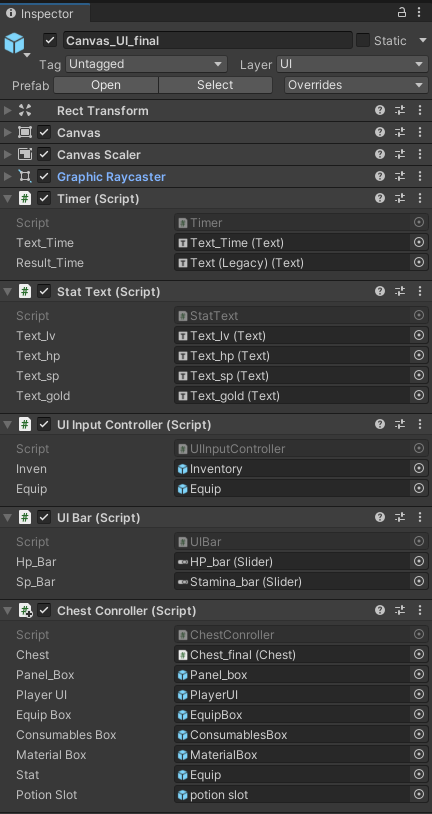 Inspector
Canvas_UI_final
Static
Tag Untagged Layer UI
Prefab Open Select Overrides
Rect Transform
Canvas
Canvas Scaler
Graphic Raycaster
Timer (Script)
Script Timer
Text_Time Text_Time (Text)
Result_Time Text (Legacy) (Text)
Stat Text (Script)
Script StatText
Text_lv Text_lv (Text)
Text_hp Text_hp (Text)
Text_sp Text_sp (Text)
Text_gold Text_gold (Text)
UI Input Controller (Script)
Script UIInputController
Inven Inventory
Equip Equip
UI Bar (Script)
Script UIBar
Hp_Bar HP_bar (Slider)
Sp_Bar Stamina_bar (Slider)
Chest Conroller (Script)
Script ChestConroller
Chest Chest_final (Chest)
Panel_Box Panel_box
Player UI PlayerUI
Equip Box EquipBox
Consumables Box ConsumablesBox
Material Box MaterialBox
Stat Equip
Potion Slot potion slot